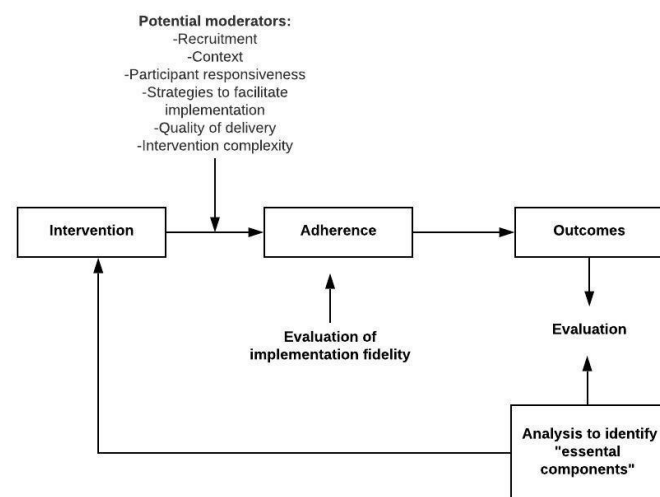 Potential moderators:
-Recruitment
-Context
-Participant responsiveness
-Strategies to facilitate
implementation
-Quality of delivery
-Intervention complexity
Intervention
Adherence
Outcomes
Evaluation of
implementation fidelity
Evaluation
Analysis to identify
"essental
components"